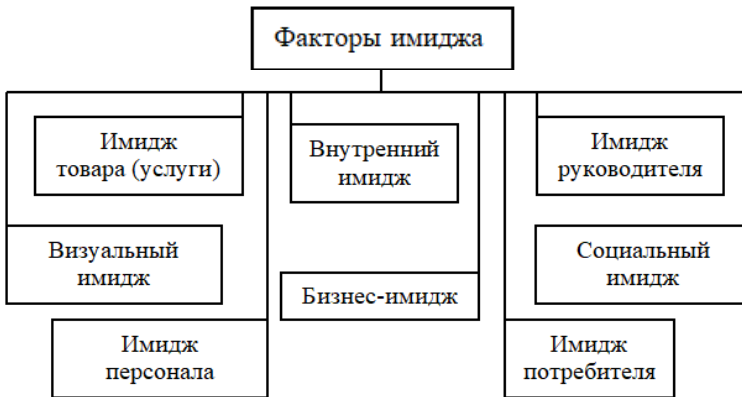 Факторы имиджа
Имидж
товара (услуги)
Внутренний
имидж
Имидж
руководителя
Визуальный
имидж
Бизнес-имидж
Социальный
имидж
Имидж
персонала
Имидж
потребителя